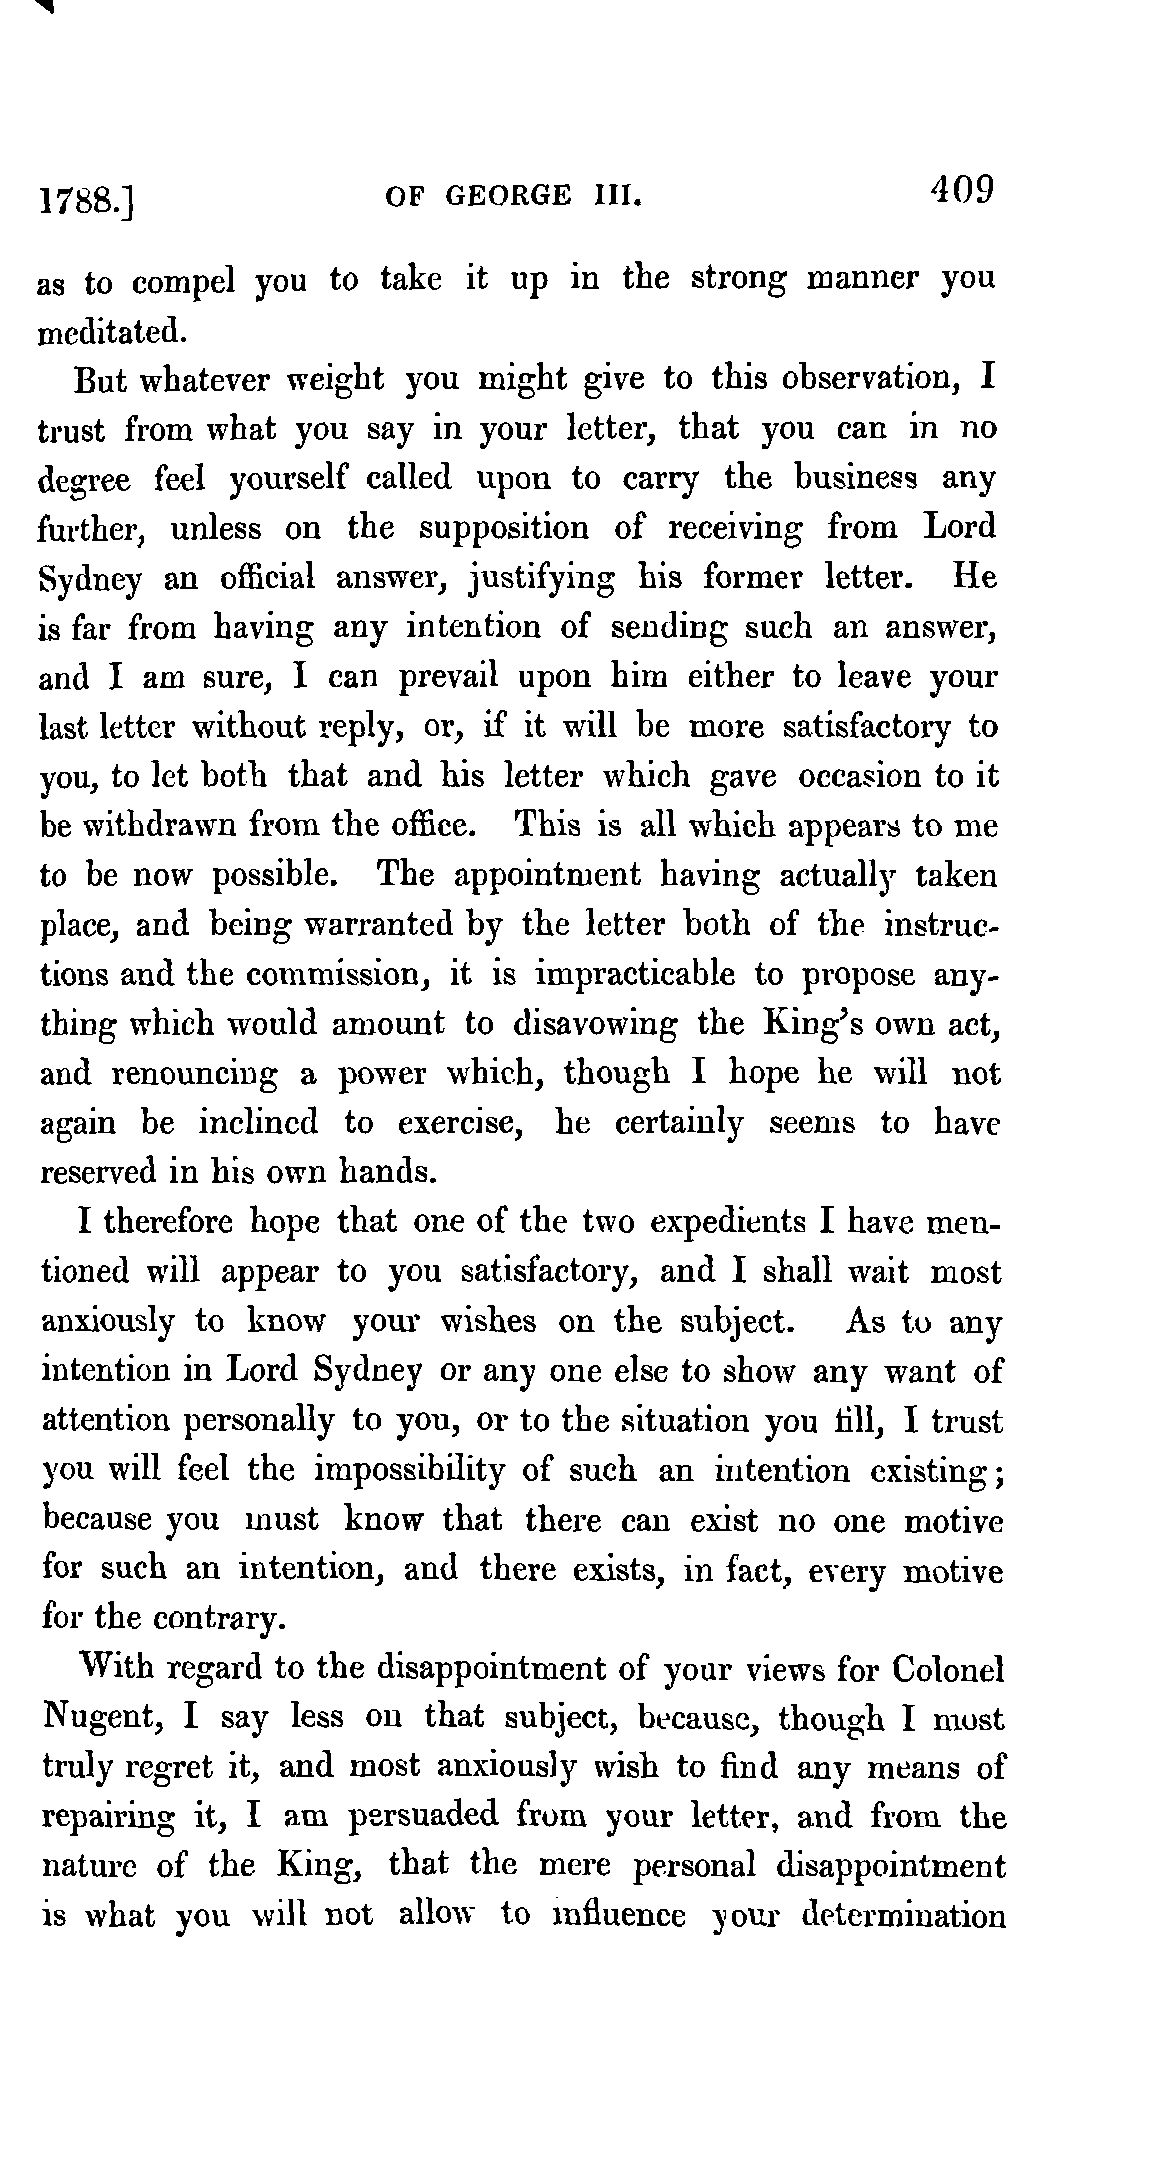 1788.] OF GEORGE III. 409
as to compel you to take it up in the strong manner you
meditated.
But whatever weight you might give to this observation, I
trust from what you say in your letter, that you can in no
degree feel yourself called upon to carry the business any
further, unless on the supposition of receiving from Lord
Sydney an official answer, justifying his former letter. He
is far from having any intention of sending such an answer,
and I am sure, I can prevail upon him either to leave your
last letter without reply, or, if it will be more satisfactory to
you, to let both that and his letter which gave occasion to it
be withdrawn from the office. This is all which appears to me
to be now possible. The appointment having actually taken
place, and being warranted by the letter both of the instruc-
tions and the commission, it is impracticable to propose any-
thing which would amount to disavowing the King's own act,
and renouncing a power which, though I hope he will not
again be inclined to exercise, he certainly seems to have
reserved in his own hands.
I therefore hope that one of the two expedients I have men-
tioned will appear to you satisfactory, and I shall wait most
anxiously to know your wishes on the subject. As to any
intention in Lord Sydney or any one else to show any want of
attention personally to you, or to the situation you fill, I trust
you will feel the impossibility of such an intention existing;
because you must know that there can exist no one motive
for such an intention, and there exists, in fact, every motive
for the contrary.
With regard to the disappointment of your views for Colonel
Nugent, I say less on that subject, because, though I most
truly regret it, and most anxiously wish to find any means of
repairing it, I am persuaded from your letter, and from the
nature of the King, that the mere personal disappointment
is what you will not allow to influence your determination